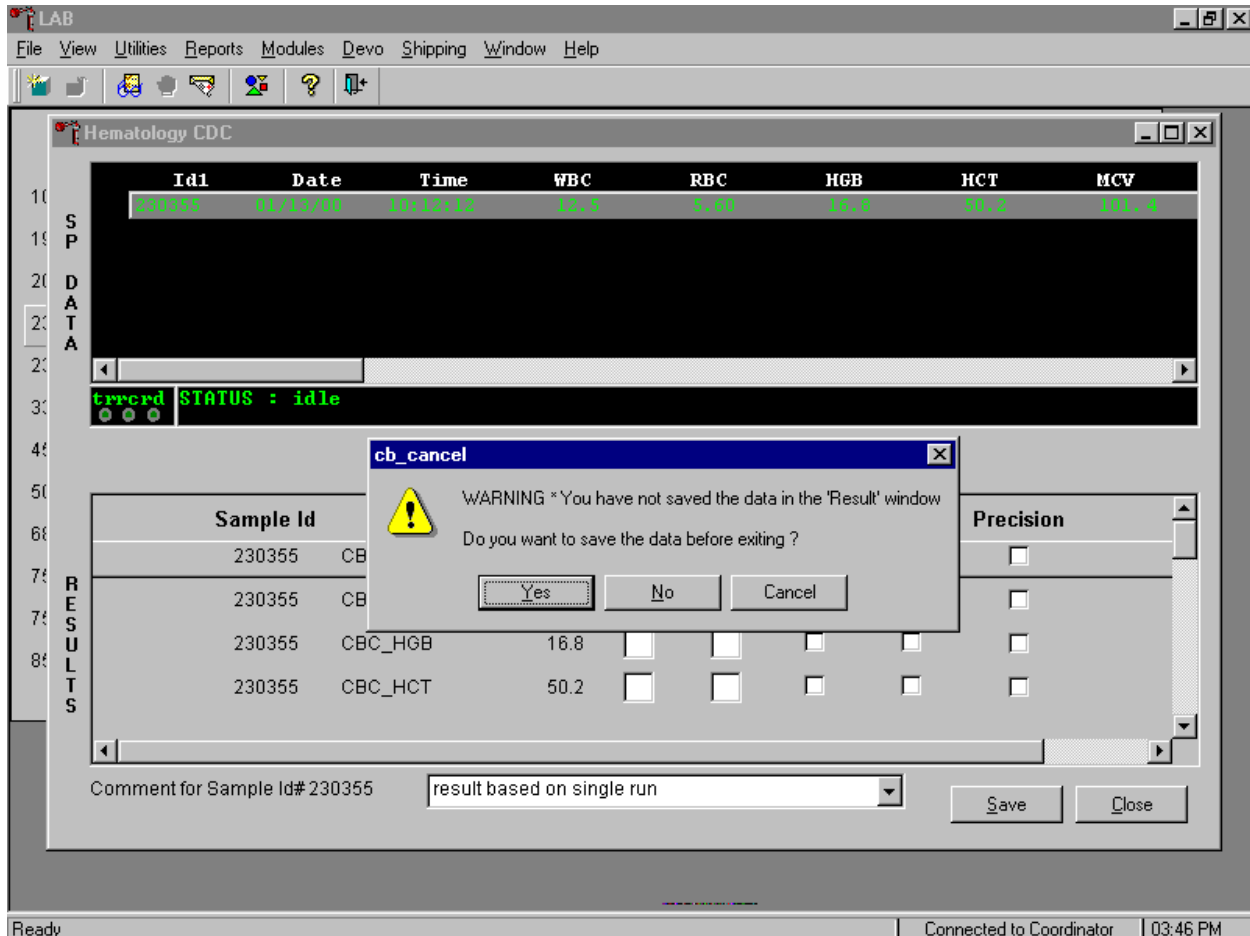 LAB
File View Utilities Reports Modules Devo Shipping Window Help
Hematology CDC
Id1 Date Time WBC RBC HGB HCT MCV
230355 01/13/00 10:12:12 12.5 5.60 16.8 50.2 101.4
SP DATA
trrcrd STATUS : idle
cb_cancel
WARNING * You have not saved the data in the 'Result' window
Do you want to save the data before exiting ?
Yes No Cancel
Sample Id Precision
230355 CB
230355 CB
230355 CBC_HGB 16.8
230355 CBC_HCT 50.2
RESULTS
Comment for Sample Id# 230355 result based on single run
Save Close
Ready Connected to Coordinator 03:46 PM